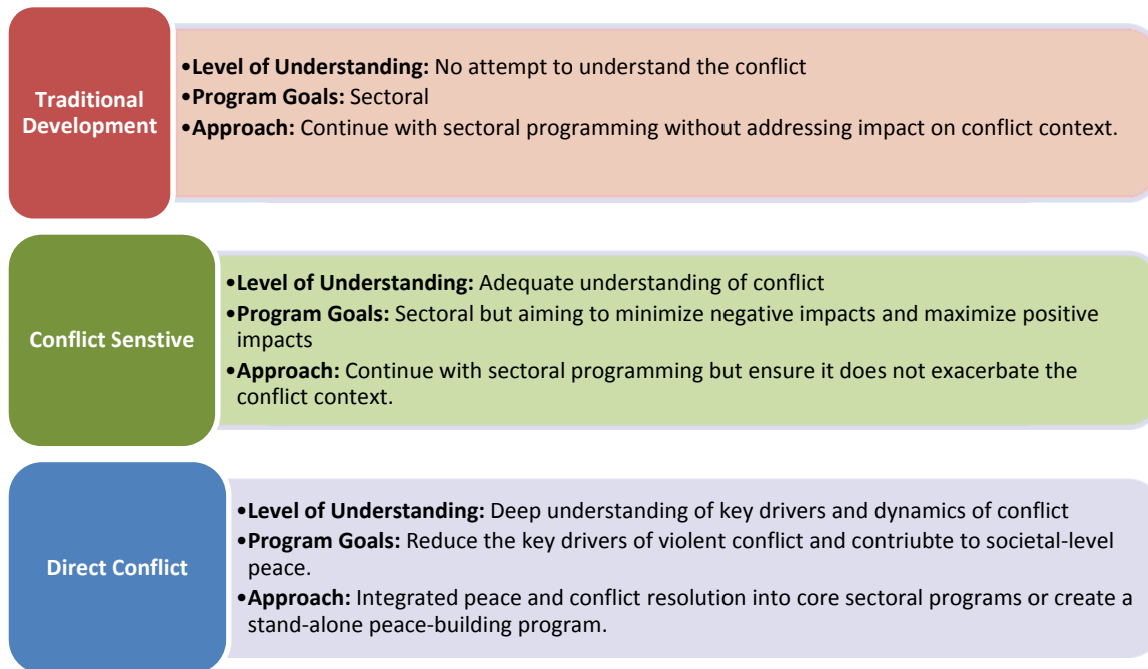 Traditional
Development
•Level of Understanding: No attempt to understand the conflict
•Program Goals: Sectoral
•Approach: Continue with sectoral programming without addressing impact on conflict context.
Conflict Senstive
•Level of Understanding: Adequate understanding of conflict
•Program Goals: Sectoral but aiming to minimize negative impacts and maximize positive
impacts
•Approach: Continue with sectoral programming but ensure it does not exacerbate the
conflict context.
Direct Conflict
•Level of Understanding: Deep understanding of key drivers and dynamics of conflict
•Program Goals: Reduce the key drivers of violent conflict and contriubte to societal-level
peace.
•Approach: Integrated peace and conflict resolution into core sectoral programs or create a
stand-alone peace-building program.